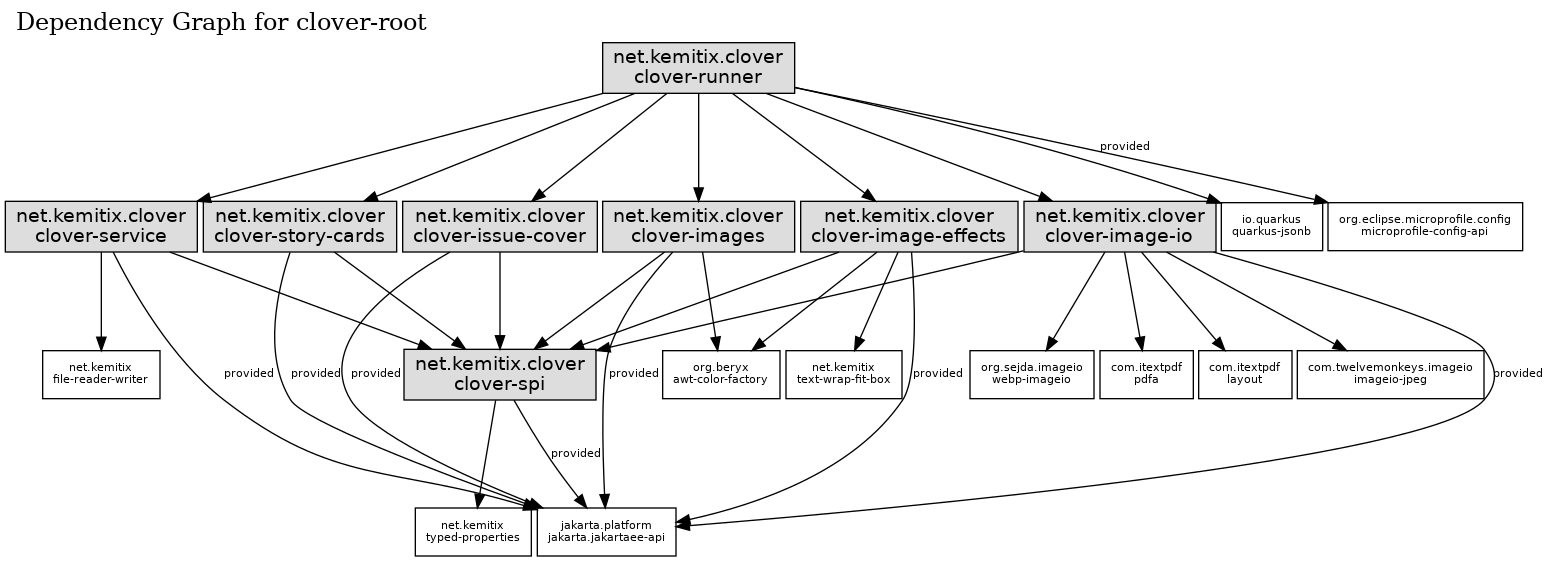 Dependency Graph for clover-root
net.kemitix.clover
clover-runner
provided
net.kemitix.clover
clover-service
net.kemitix.clover
clover-story-cards
net.kemitix.clover
clover-issue-cover
net.kemitix.clover
clover-images
net.kemitix.clover
clover-image-effects
net.kemitix.clover
clover-image-io
io.quarkus
quarkus-jsonb
org.eclipse.microprofile.config
microprofile-config-api
net.kemitix
file-reader-writer
provided
provided
provided
net.kemitix.clover
clover-spi
provided
org.beryx
awt-color-factory
net.kemitix
text-wrap-fit-box
provided
org.sejda.imageio
webp-imageio
com.itextpdf
pdfa
com.itextpdf
layout
com.twelvemonkeys.imageio
imageio-jpeg
provided
provided
net.kemitix
typed-properties
jakarta.platform
jakarta.jakartaee-api